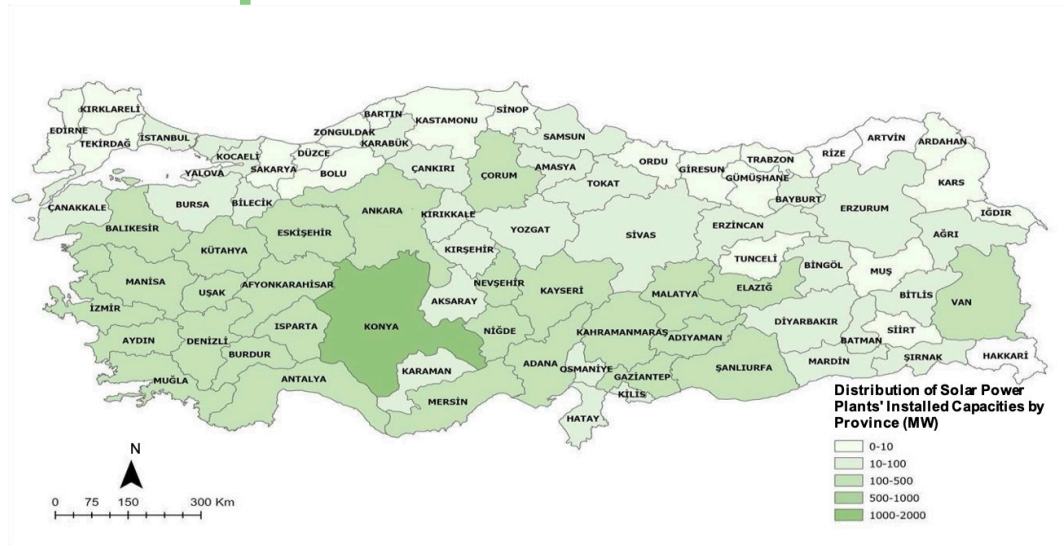 KIRKLARELİ
EDİRNE
TEKİRDAĞ
İSTANBUL
KOCAELİ
YALOVA
SAKARYA
DÜZCE
ZONGULDAK
BARTIN
KARABÜK
KASTAMONU
SİNOP
BOLU
ÇANKIRI
ÇORUM
SAMSUN
AMASYA
TOKAT
ORDU
GİRESUN
TRABZON
GÜMÜŞHANE
BAYBURT
RİZE
ARTVİN
ARDAHAN
KARS
IĞDIR
AĞRI
ERZURUM
ERZİNCAN
ÇANAKKALE
BURSA
BİLECİK
BALIKESİR
KÜTAHYA
ESKİŞEHİR
ANKARA
KIRIKKALE
KIRŞEHİR
YOZGAT
SİVAS
TUNCELİ
BİNGÖL
MUŞ
BİTLİS
VAN
MANİSA
UŞAK
AFYONKARAHİSAR
İZMİR
AYDIN
DENİZLİ
ISPARTA
BURDUR
MUĞLA
ANTALYA
KONYA
AKSARAY
NEVŞEHİR
KAYSERİ
NİĞDE
KARAMAN
MERSİN
ADANA
KAHRAMANMARAŞ
MALATYA
ELAZIĞ
ADIYAMAN
OSMANİYE
GAZİANTEP
KİLİS
HATAY
ŞANLIURFA
DİYARBAKIR
BATMAN
MARDİN
SİİRT
ŞIRNAK
HAKKARİ
Distribution of Solar Power
Plants' Installed Capacities by
Province (MW)
0-10
10-100
100-500
500-1000
1000-2000
N
0 75 150 300 Km